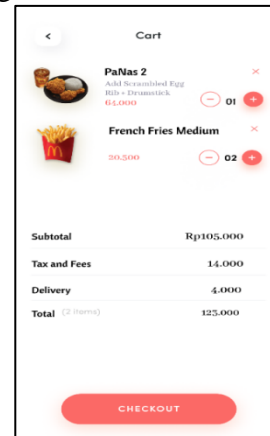 Cart
PaNas 2
Add Scrambled Egg
Rib + Drumstick
64.000
01
French Fries Medium
20.500
02
Subtotal Rp105.000
Tax and Fees 14.000
Delivery 4.000
Total (2 items) 123.000
CHECKOUT